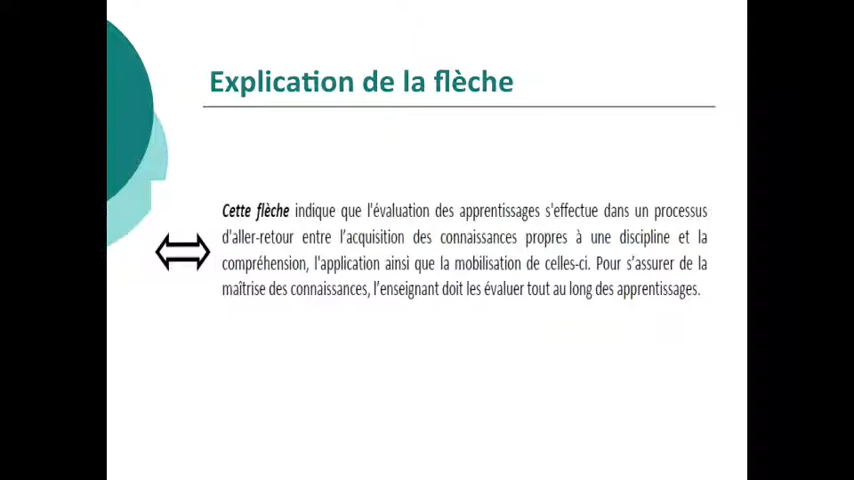 Explication de la flèche
Cette flèche indique que l'évaluation des apprentissages s'effectue dans un processus
d'aller-retour entre l’acquisition des connaissances propres à une discipline et la
compréhension, l'application ainsi que la mobilisation de celles-ci. Pour s’assurer de la
maîtrise des connaissances, l’enseignant doit les évaluer tout au long des apprentissages.